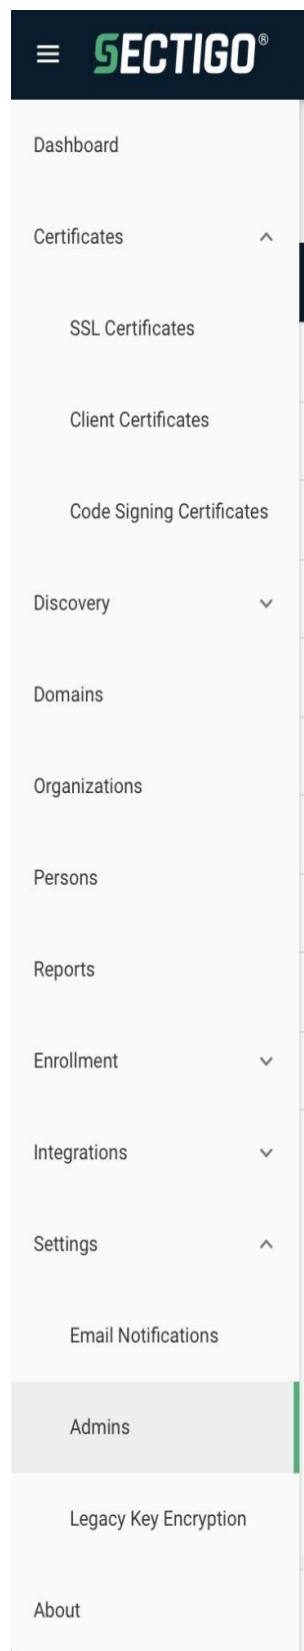 SECTIGO®
Dashboard
Certificates
SSL Certificates
Client Certificates
Code Signing Certificates
Discovery
Domains
Organizations
Persons
Reports
Enrollment
Integrations
Settings
Email Notifications
Admins
Legacy Key Encryption
About